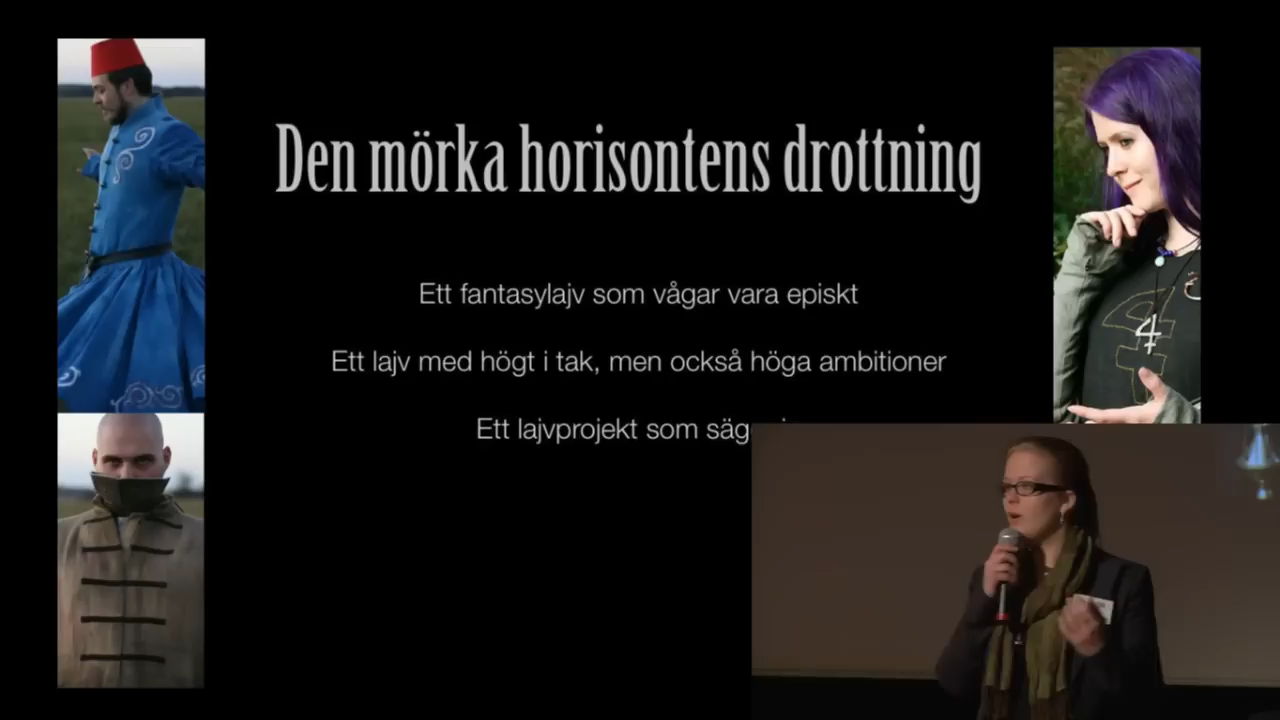 Den mörka horisontens drottning
Ett fantasylajv som vågar vara episkt
Ett lajv med högt i tak, men också höga ambitioner
Ett lajvprojekt som
4